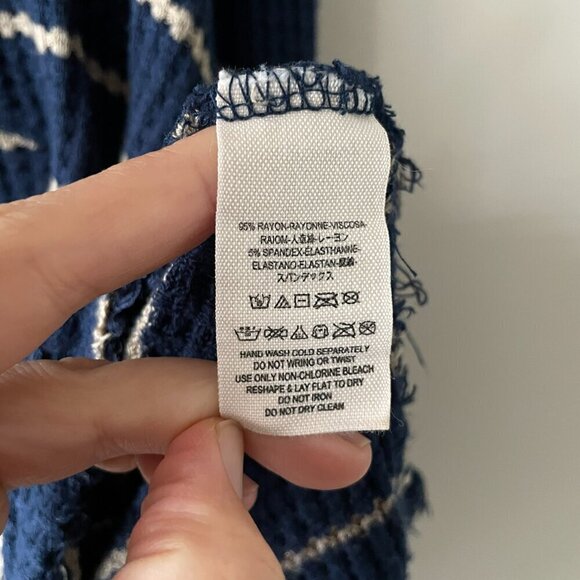 95% RAYON-RAYONNE-VISCOSA-
RAIOM-人造絲-レーヨン
5% SPANDEX-ELASTHANNE-
ELASTANO-ELASTAN-
スパンデックス
HAND WASH COLD SEPARATELY
DO NOT WRING OR TWIST
USE ONLY NON-CHLORINE BLEACH
RESHAPE & LAY FLAT TO DRY
DO NOT IRON
DO NOT DRY CLEAN